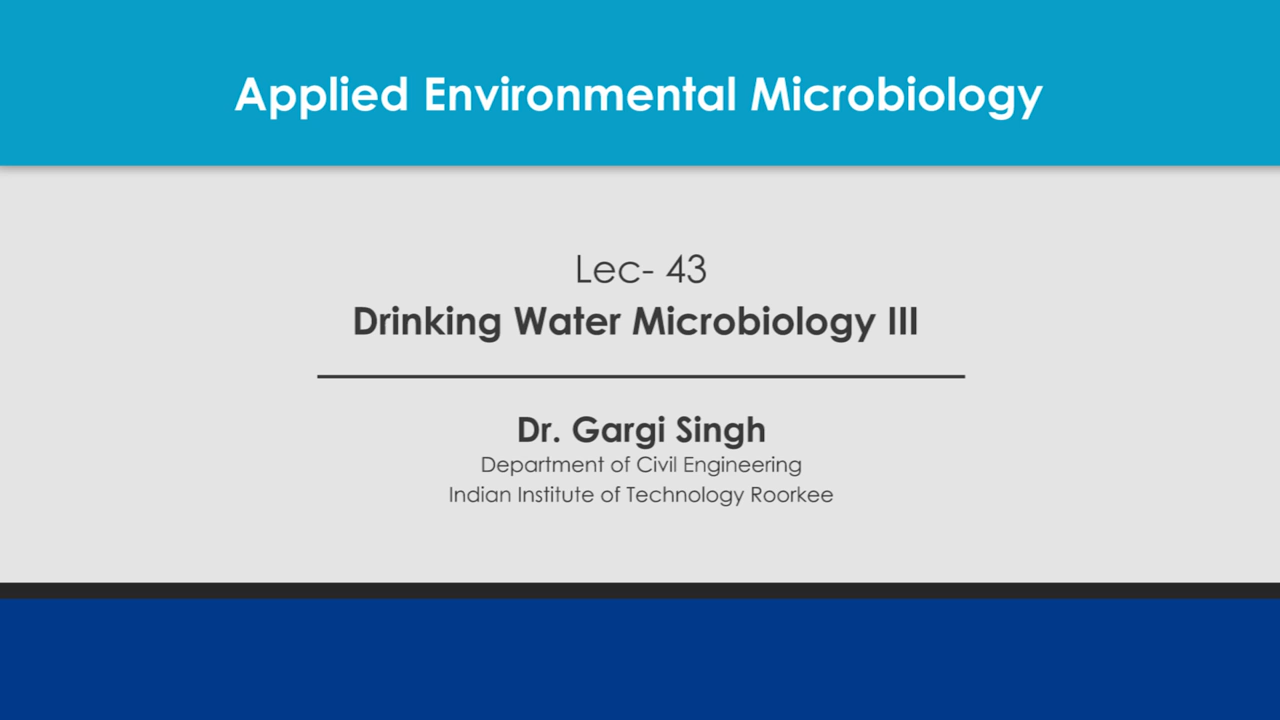 Applied Environmental Microbiology
Lec- 43
Drinking Water Microbiology III
Dr. Gargi Singh
Department of Civil Engineering
Indian Institute of Technology Roorkee